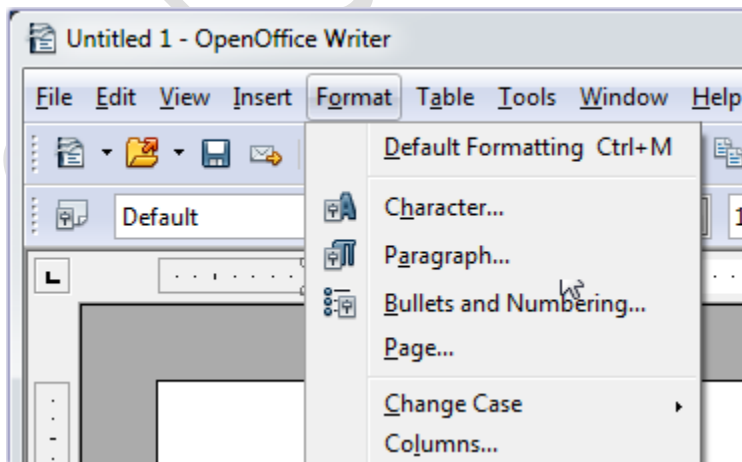 Untitled 1 - OpenOffice Writer
File Edit View Insert Format Table Tools Window Help
Default Formatting Ctrl+M
Default
Character...
Paragraph...
L
Bullets and Numbering...
Page...
Change Case
Columns...